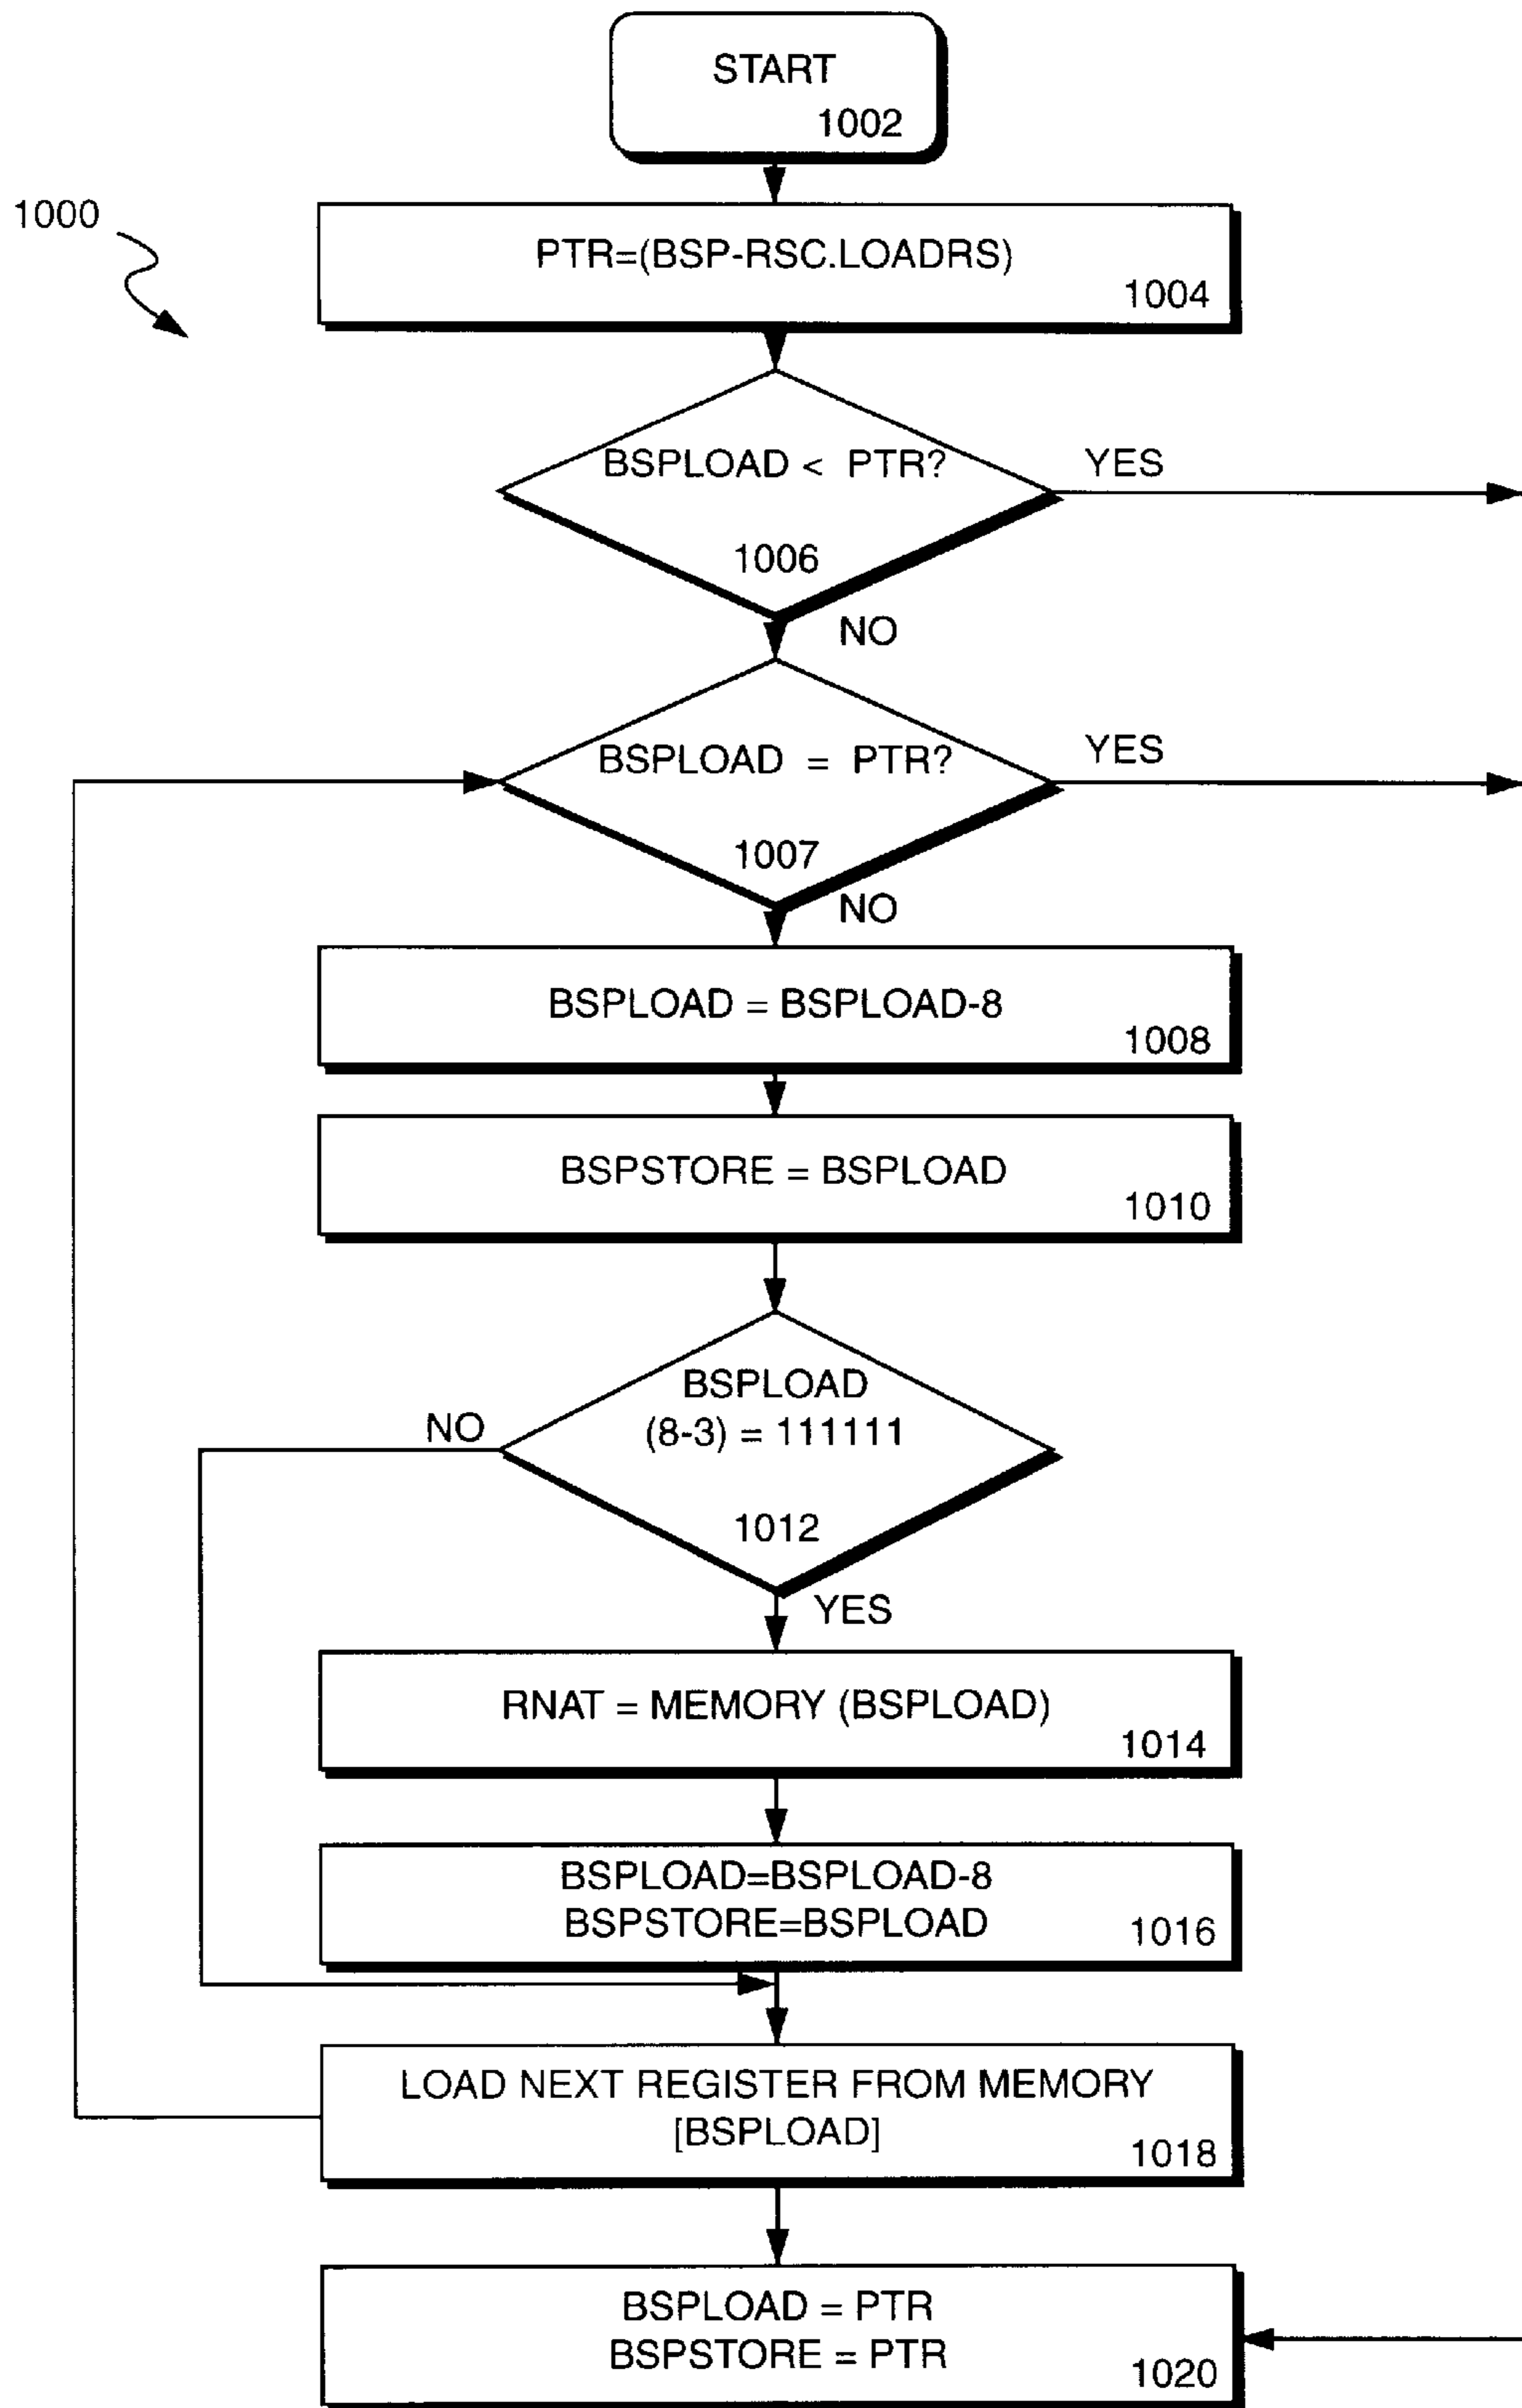 START
1002
1000
PTR=(BSP-RSC.LOADRS)
1004
BSPLOAD < PTR?
YES
1006
NO
BSPLOAD = PTR?
YES
1007
NO
BSPLOAD = BSPLOAD-8
1008
BSPSTORE = BSPLOAD
1010
BSPLOAD
(8-3) = 111111
NO
1012
YES
RNAT = MEMORY (BSPLOAD)
1014
BSPLOAD=BSPLOAD-8
BSPSTORE=BSPLOAD
1016
LOAD NEXT REGISTER FROM MEMORY
[BSPLOAD]
1018
BSPLOAD = PTR
BSPSTORE = PTR
1020